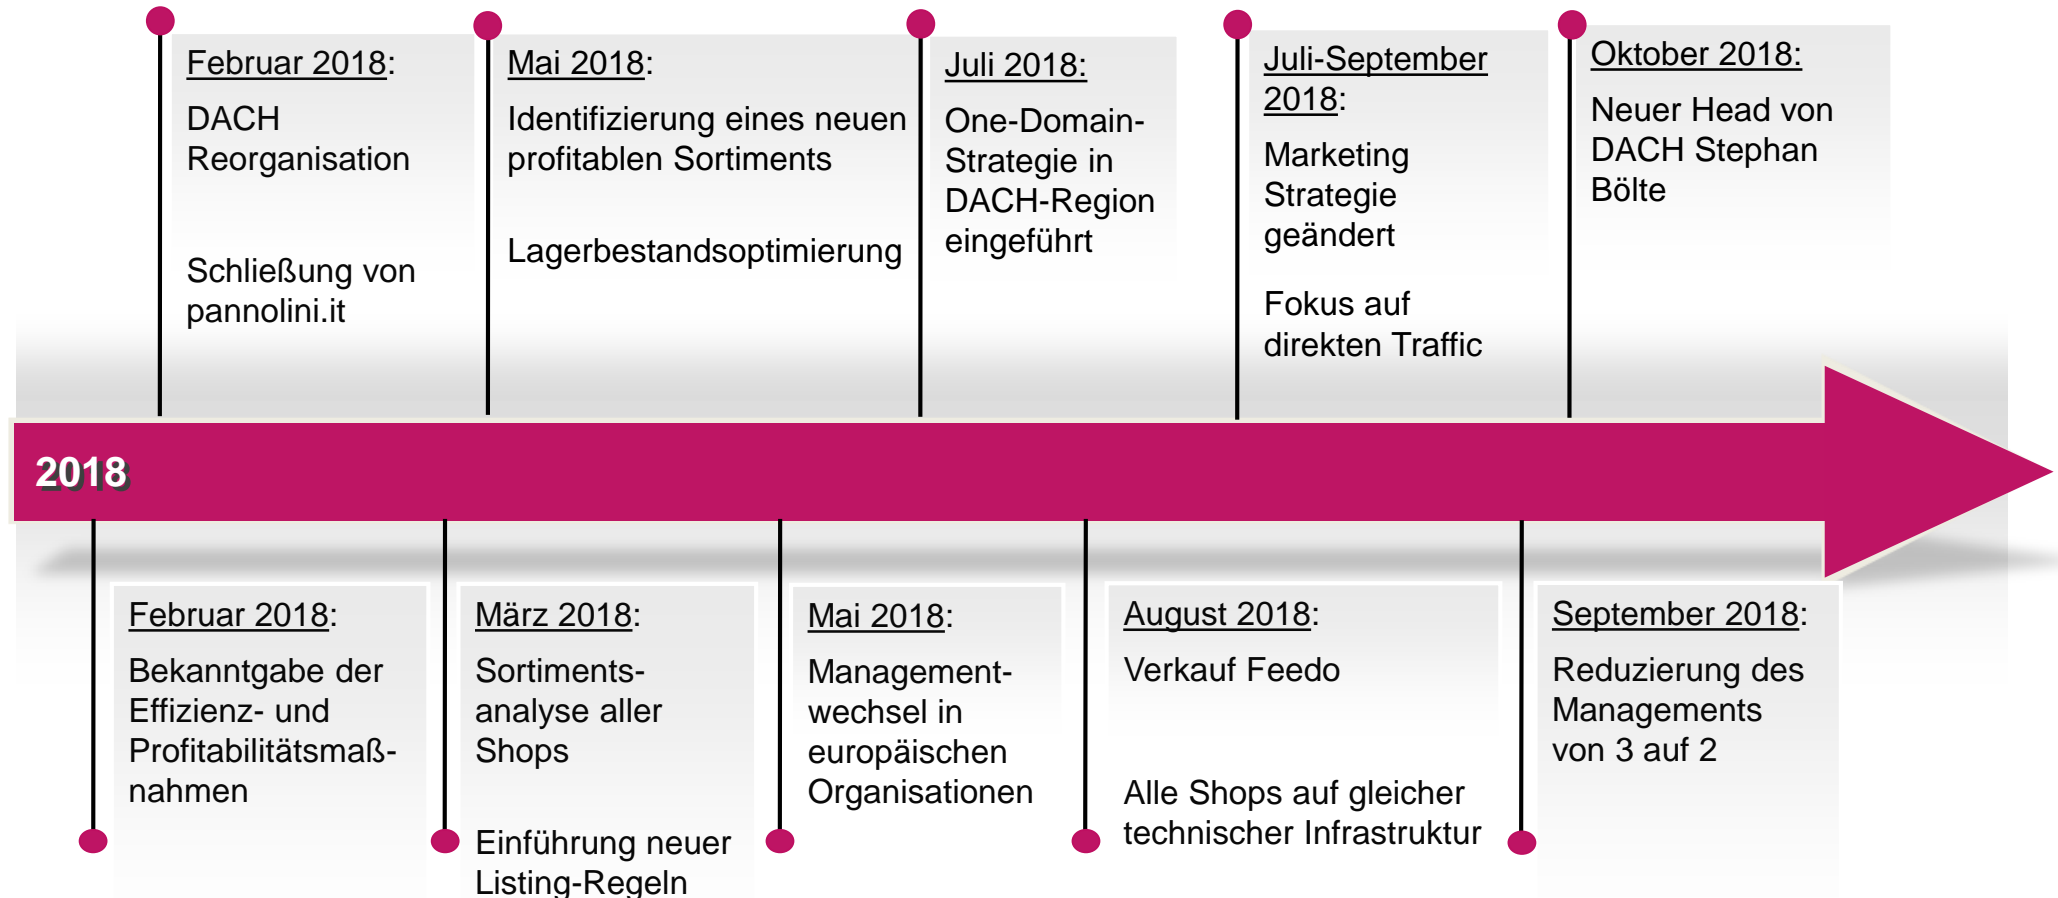 Februar 2018:
DACH
Reorganisation
Schließung von
pannolini.it
Mai 2018:
Identifizierung eines neuen
profitablen Sortiments
Lagerbestandsoptimierung
Juli 2018:
One-Domain-
Strategie in
DACH-Region
eingeführt
Juli-September
2018:
Marketing
Strategie
geändert
Fokus auf
direkten Traffic
Oktober 2018:
Neuer Head von
DACH Stephan
Bölte
2018
Februar 2018:
Bekanntgabe der
Effizienz- und
Profitabilitätsmaß-
nahmen
März 2018:
Sortiments-
analyse aller
Shops
Einführung neuer
Listing-Regeln
Mai 2018:
Management-
wechsel in
europäischen
Organisationen
August 2018:
Verkauf Feedo
Alle Shops auf gleicher
technischer Infrastruktur
September 2018:
Reduzierung des
Managements
von 3 auf 2